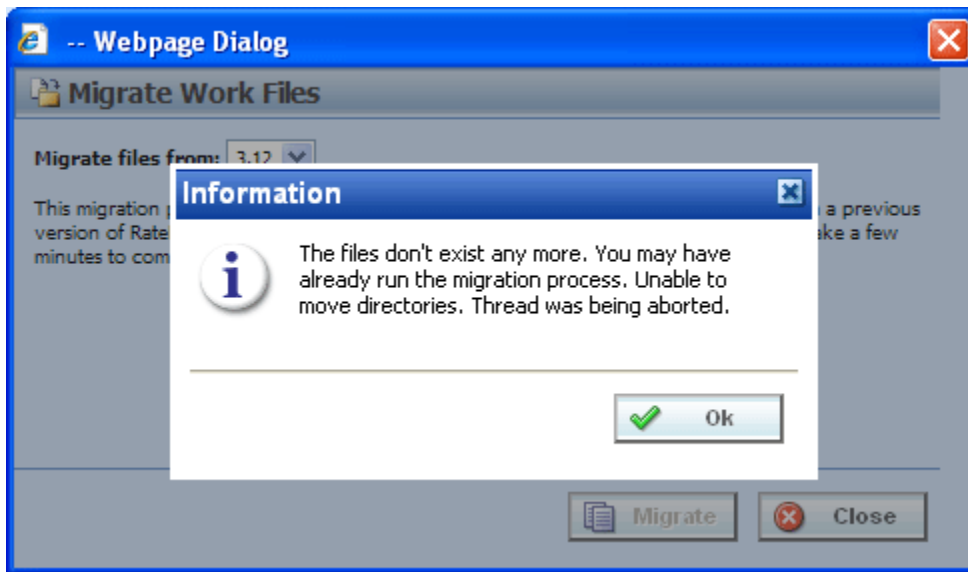 -- Webpage Dialog
Migrate Work Files
Migrate files from: 3.12
Information
This migration
a previous
version of
ake a few
minutes to
The files don't exist any more. You may have
already run the migration process. Unable to
move directories. Thread was being aborted.
Ok
Migrate
Close